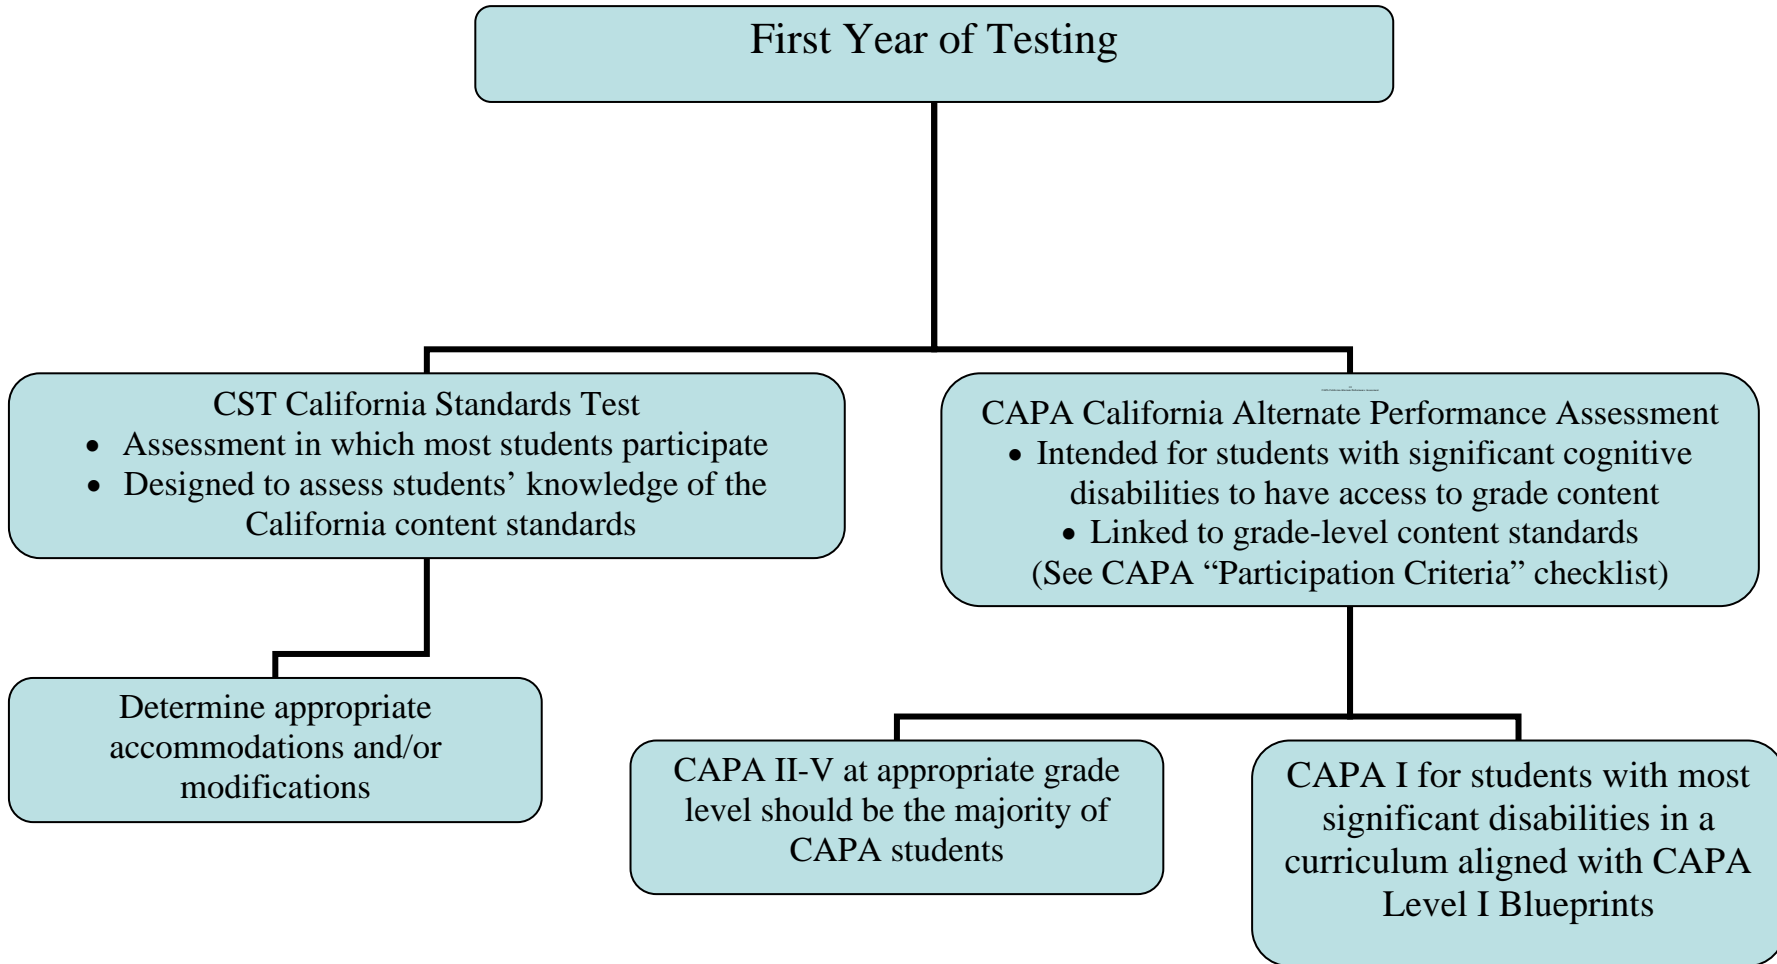 First Year of Testing
CST California Standards Test
• Assessment in which most students participate
• Designed to assess students’ knowledge of the
California content standards
CAPA California Alternate Performance Assessment
• Intended for students with significant cognitive
disabilities to have access to grade content
• Linked to grade-level content standards
(See CAPA “Participation Criteria” checklist)
Determine appropriate
accommodations and/or
modifications
CAPA II-V at appropriate grade
level should be the majority of
CAPA students
CAPA I for students with most
significant disabilities in a
curriculum aligned with CAPA
Level I Blueprints